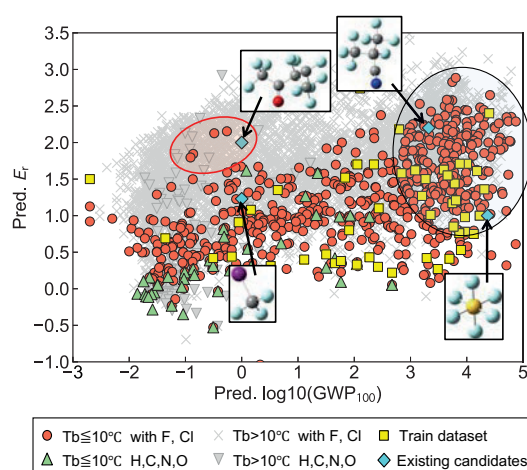 3.5
3.0
2.5
2.0
1.5
1.0
0.5
0.0
−0.5
−1.0
Pred. Er
−3 −2 −1 0 1 2 3 4 5
Pred. log10(GWP100)
Tb≦10℃ with F, Cl
Tb>10℃ with F, Cl
Train dataset
Tb≦10℃ H,C,N,O
Tb>10℃ H,C,N,O
Existing candidates